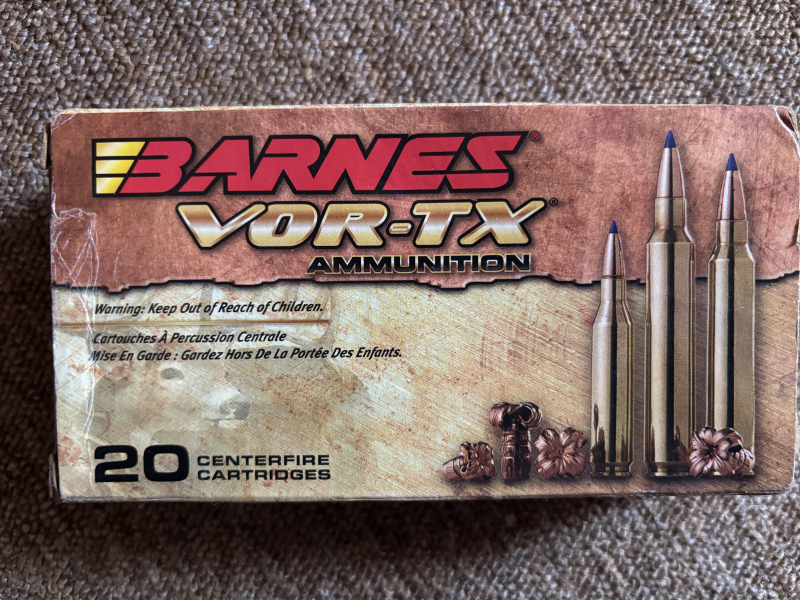 BARNES®
VOR-TX®
AMMUNITION
Warning: Keep Out of Reach of Children.
Cartouches À Percussion Centrale
Mise En Garde : Gardez Hors De La Portée Des Enfants.
20 CENTERFIRE
CARTRIDGES